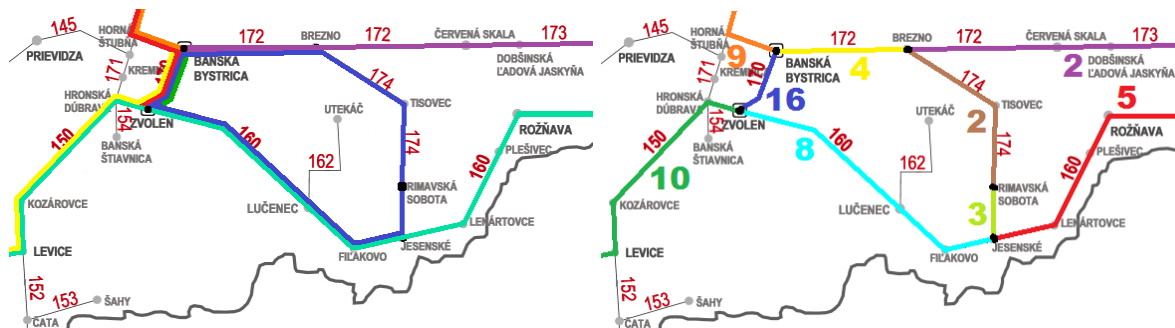 145
PRIEVIDZA
HORNÁ
ŠTUBŇA
171
KREMN
HRONSKÁ
DÚBRAVA
154
BANSKÁ
ŠTIAVNICA
150
KOZÁROVCE
LEVICE
152
153
ŠAHY
ČATA
172
BANSKÁ
BYSTRICA
ZVOLEN
BREZNO
172
ČERVENÁ SKALA
173
DOBŠINSKÁ
ĽADOVÁ JASKYŇA
174
TISOVEC
174
UTEKÁČ
162
160
LUČENEC
FIĽAKOVO
RIMAVSKÁ
SOBOTA
JESENSKÉ
LENÁRTOVCE
160
PLEŠIVEC
ROŽŇAVA
145
PRIEVIDZA
HORNÁ
ŠTUBŇA
9
171
KREMN
170
HRONSKÁ
DÚBRAVA
16
154
BANSKÁ
ŠTIAVNICA
150
10
KOZÁROVCE
LEVICE
152
153
ŠAHY
ČATA
BANSKÁ
BYSTRICA
ZVOLEN
172
4
BREZNO
172
ČERVENÁ SKALA
173
2
DOBŠINSKÁ
ĽADOVÁ JASKYŇA
174
TISOVEC
2
174
UTEKÁČ
8
160
162
LUČENEC
FIĽAKOVO
RIMAVSKÁ
SOBOTA
3
JESENSKÉ
LENÁRTOVCE
160
5
PLEŠIVEC
ROŽŇAVA